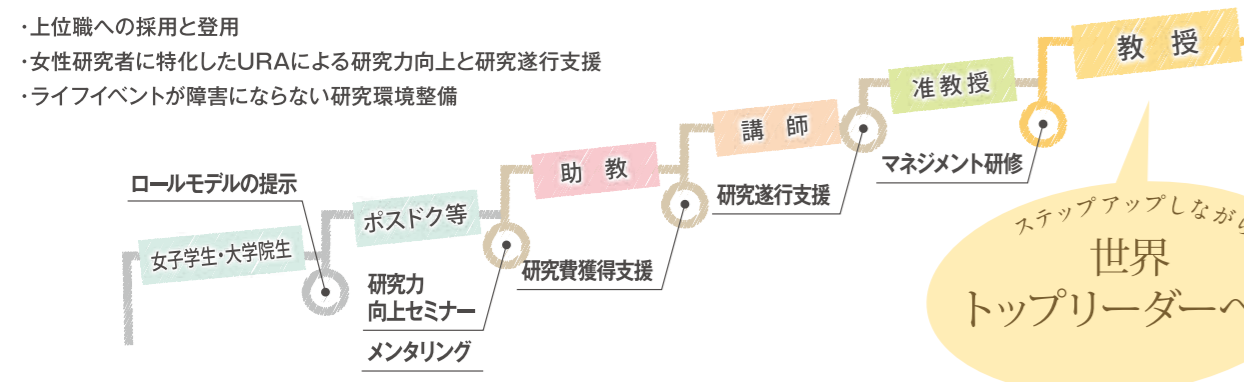 ・上位職への採用と登用
・女性研究者に特化したURAによる研究力向上と研究遂行支援
・ライフイベントが障害にならない研究環境整備
教 授
准教授
講 師
助 教
ポスドク等
女子学生・大学院生
ロールモデルの提示
研究力
向上セミナー
メンタリング
研究費獲得支援
研究遂行支援
マネジメント研修
ステップアップしながら
世界
トップリーダーへ